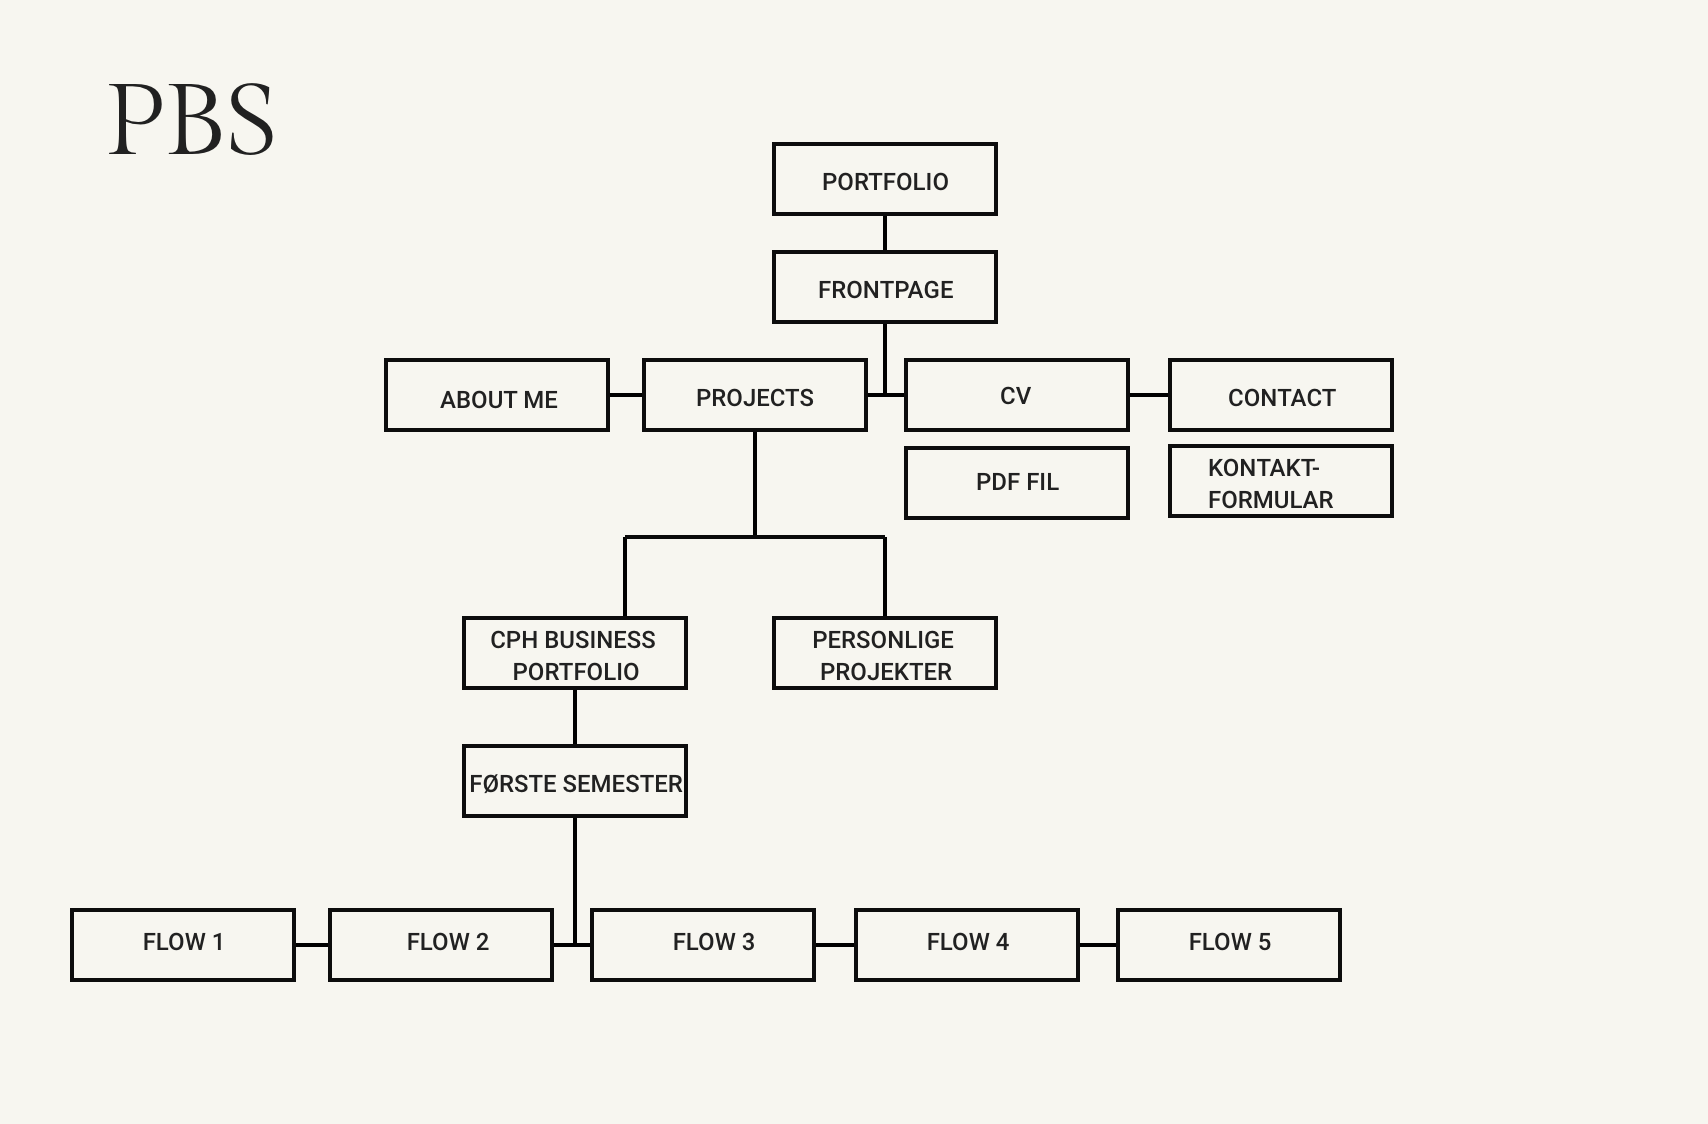 PBS
PORTFOLIO
FRONTPAGE
ABOUT ME
PROJECTS
CV
CONTACT
PDF FIL
KONTAKT-
FORMULAR
CPH BUSINESS
PORTFOLIO
PERSONLIGE
PROJEKTER
FØRSTE SEMESTER
FLOW 1
FLOW 2
FLOW 3
FLOW 4
FLOW 5